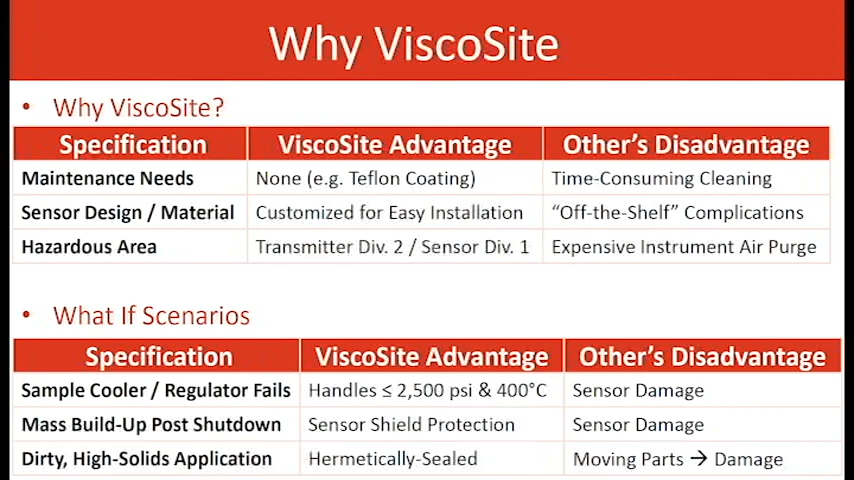 Why ViscoSite
• Why ViscoSite?
Specification ViscoSite Advantage Other's Disadvantage
Maintenance Needs None (e.g. Teflon Coating) Time-Consuming Cleaning
Sensor Design / Material Customized for Easy Installation “Off-the-Shelf” Complications
Hazardous Area Transmitter Div. 2 / Sensor Div. 1 Expensive Instrument Air Purge
• What If Scenarios
Specification ViscoSite Advantage Other's Disadvantage
Sample Cooler / Regulator Fails Handles ≤ 2,500 psi & 400°C Sensor Damage
Mass Build-Up Post Shutdown Sensor Shield Protection Sensor Damage
Dirty, High-Solids Application Hermetically-Sealed Moving Parts → Damage